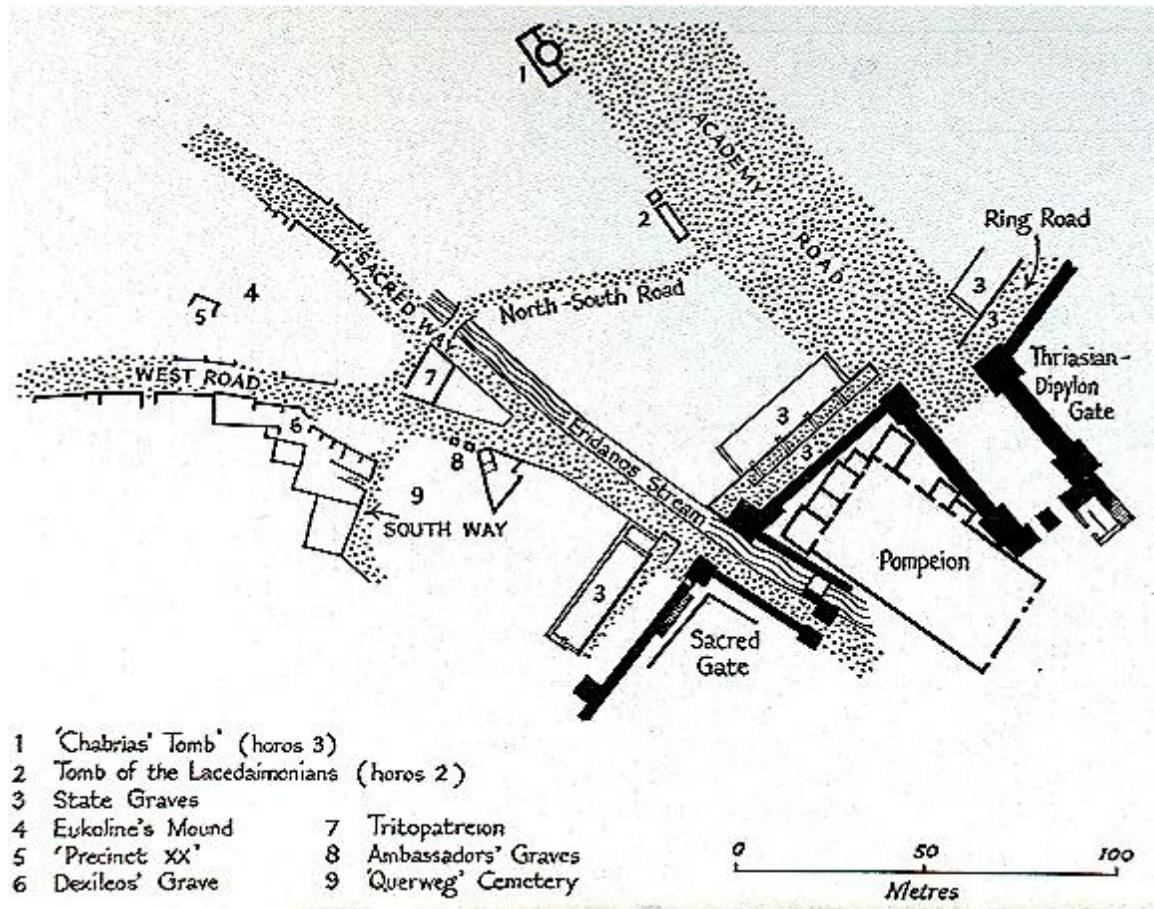 1
ACADEMY
ROAD
2
Ring Road
3
3
SACRED WAY
North-South Road
4
5
Thriasian-
Dipylon
Gate
WEST ROAD
7
3
3
6
8
Eridanos Stream
9
SOUTH WAY
Pompeion
3
Sacred
Gate
1 'Chabrias' Tomb' (horos 3)
2 Tomb of the Lacedaimonians (horos 2)
3 State Graves
4 Eukoline's Mound
5 'Precinct XX'
6 Dexileos' Grave
7 Tritopatreion
8 Ambassadors' Graves
9 'Querweg' Cemetery
0 50 100
Metres